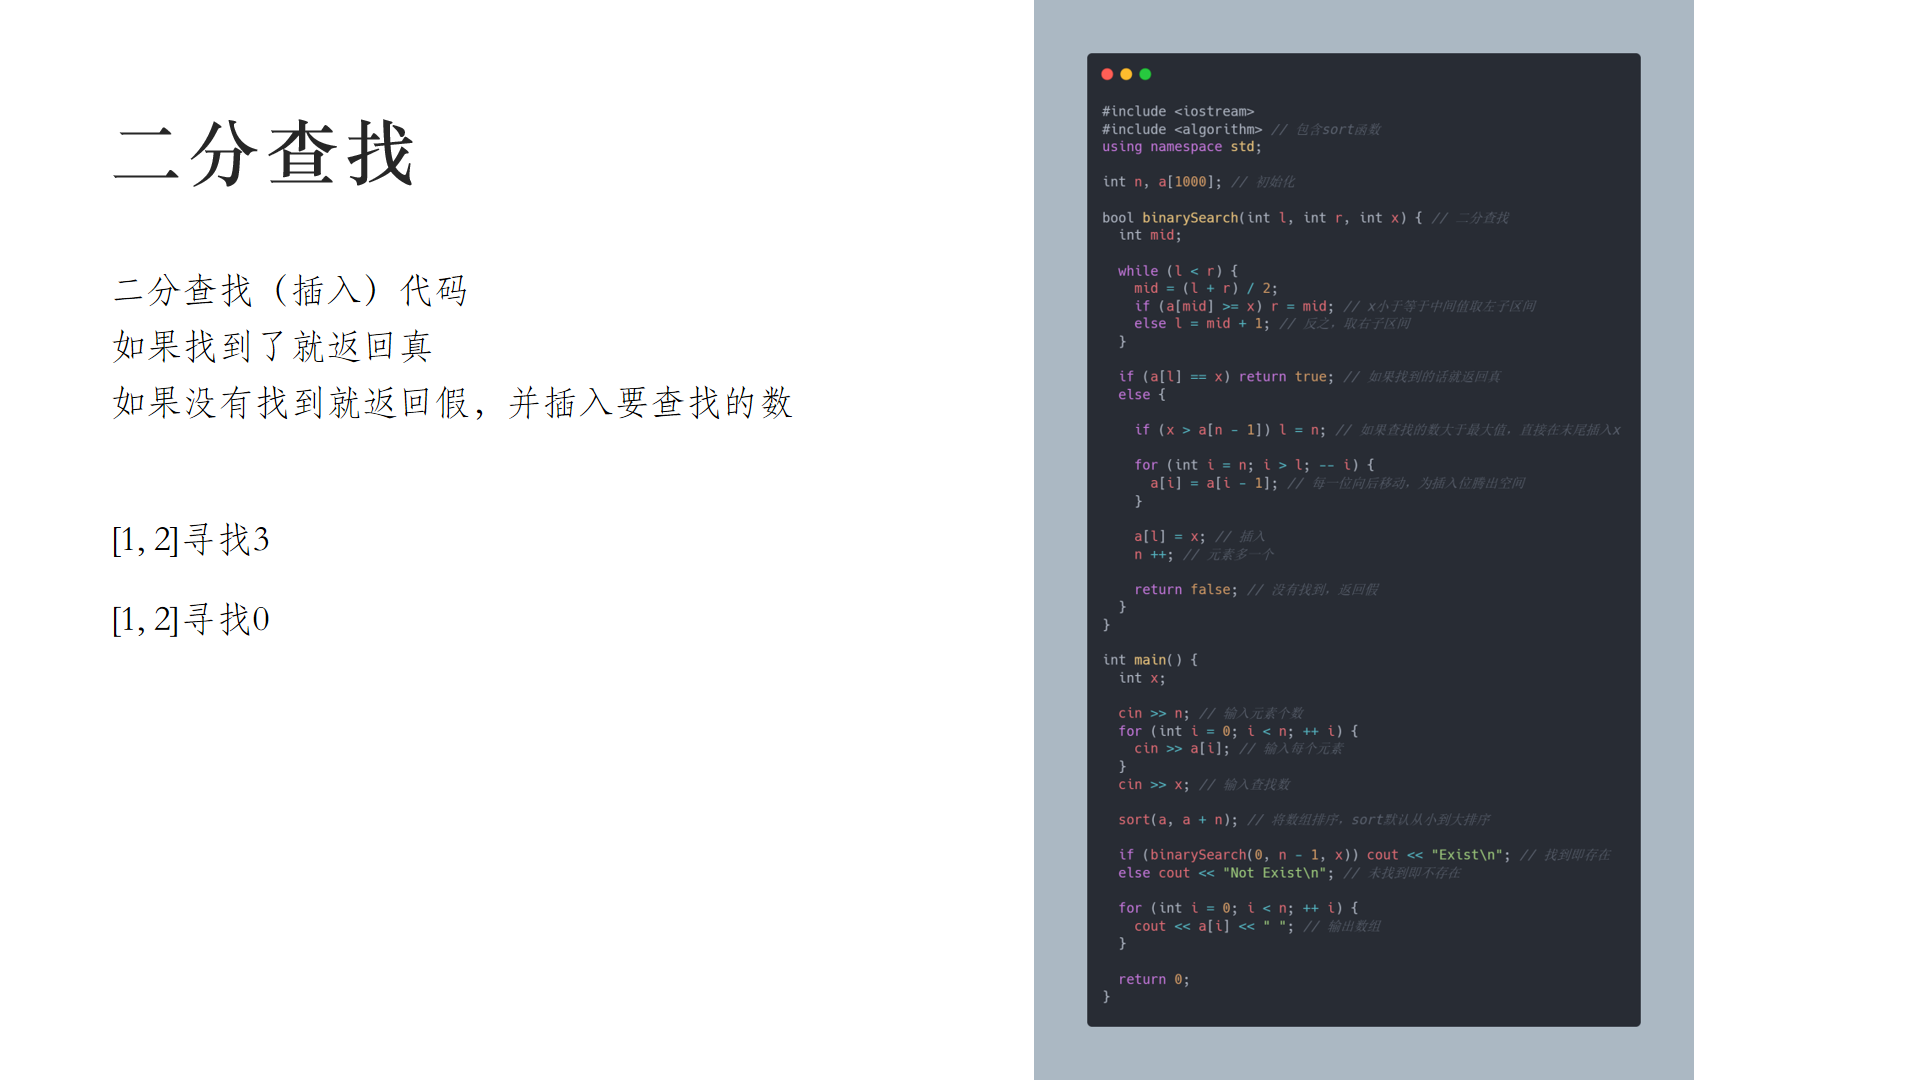 二分查找
二分查找（插入）代码
如果找到了就返回真
如果没有找到就返回假，并插入要查找的数
[1, 2]寻找3
[1, 2]寻找0
#include <iostream>
#include <algorithm> // 包含sort函数
using namespace std;
int n, a[1000]; // 初始化
bool binarySearch(int l, int r, int x) { // 二分查找
int mid;
while (l < r) {
mid = (l + r) / 2;
if (a[mid] >= x) r = mid; // x小于等于中间值取左子区间
else l = mid + 1; // 反之，取右子区间
}
if (a[l] == x) return true; // 如果找到的话就返回真
else {
if (x > a[n - 1]) l = n; // 如果查找的数大于最大值，直接在末尾插入x
for (int i = n; i > l; -- i) {
a[i] = a[i - 1]; // 每一位向后移动，为插入位腾出空间
}
a[l] = x; // 插入
n ++; // 元素多一个
return false; // 没有找到，返回假
}
}
int main() {
int x;
cin >> n; // 输入元素个数
for (int i = 0; i < n; ++ i) {
cin >> a[i]; // 输入每个元素
}
cin >> x; // 输入查找数
sort(a, a + n); // 将数组排序，sort默认从小到大排序
if (binarySearch(0, n - 1, x)) cout << "Exist\n"; // 找到即存在
else cout << "Not Exist\n"; // 未找到即不存在
for (int i = 0; i < n; ++ i) {
cout << a[i] << " "; // 输出数组
}
return 0;
}